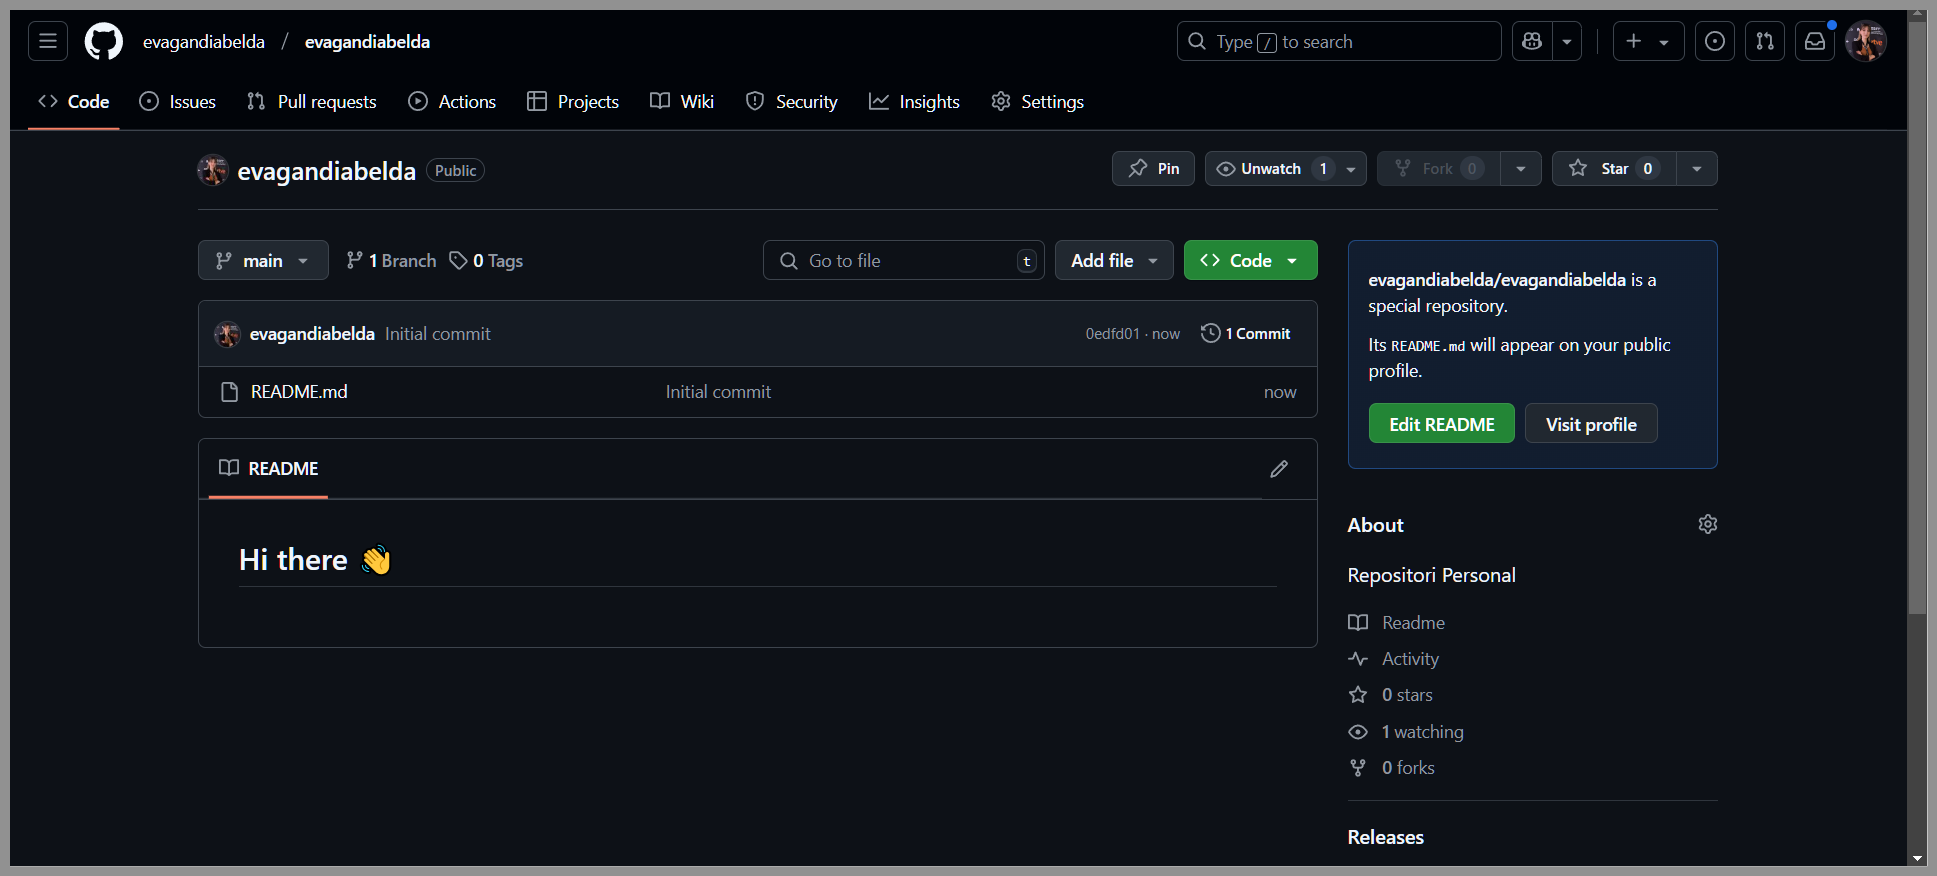 evagandiabelda / evagandiabelda
Type / to search
Code Issues Pull requests Actions Projects Wiki Security Insights Settings
evagandiabelda Public
Pin Unwatch 1 Fork 0 Star 0
main 1 Branch 0 Tags Go to file t Add file Code
evagandiabelda Initial commit 0edfd01 · now 1 Commit
README.md Initial commit now
README
Hi there 👋
evagandiabelda/evagandiabelda is a
special repository.
Its README.md will appear on your public
profile.
Edit README Visit profile
About
Repositori Personal
Readme
Activity
0 stars
1 watching
0 forks
Releases